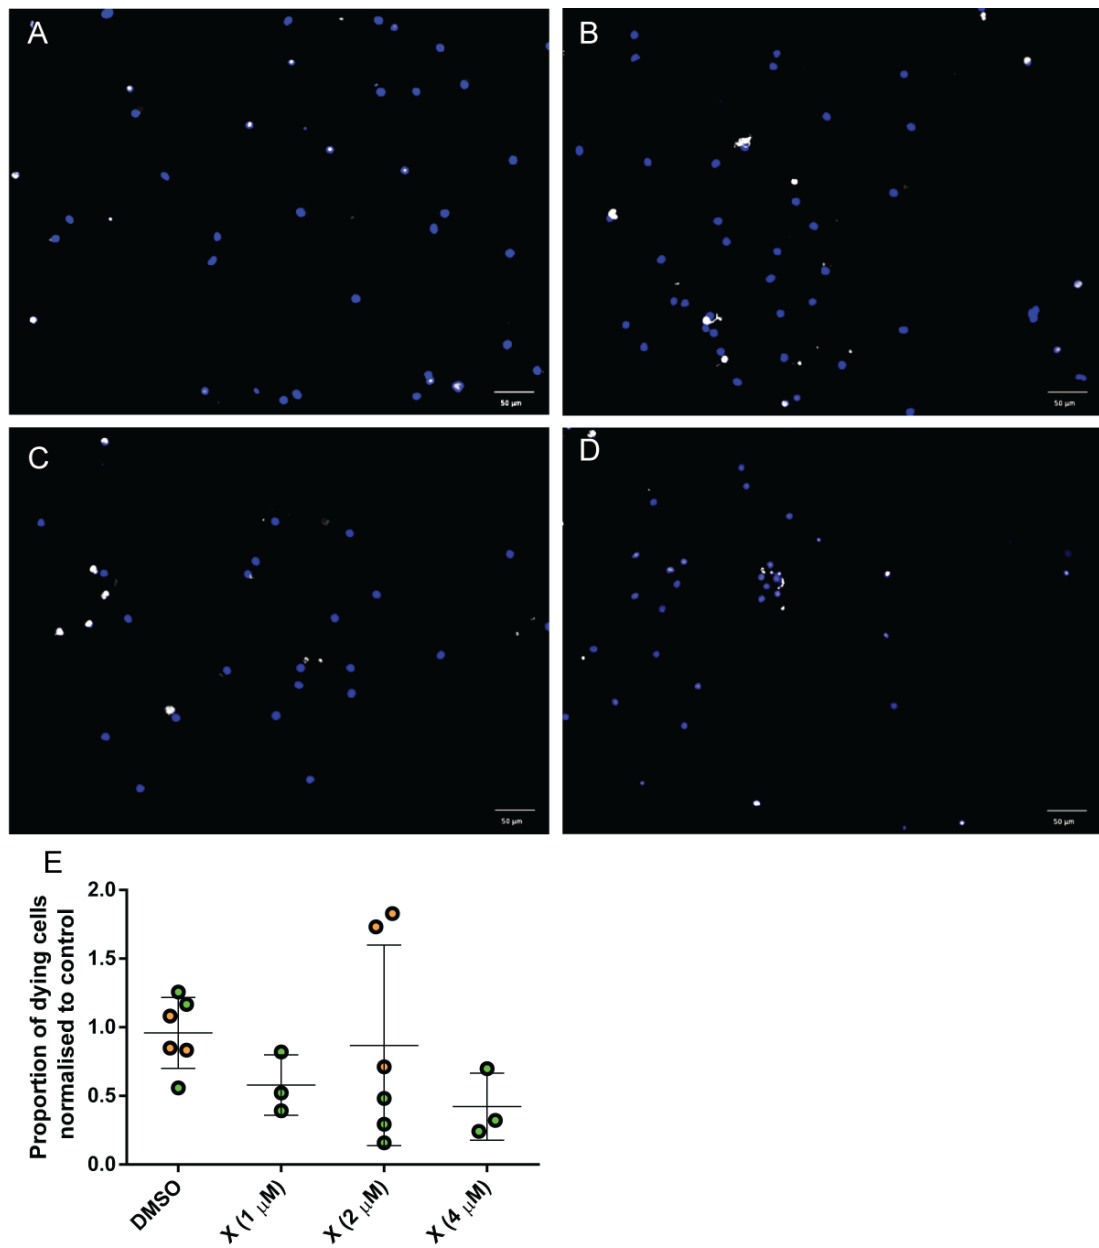 A
B
50 µm
50 µm
C
D
50 µm
50 µm
E
Proportion of dying cells
normalised to control
2.0
1.5
1.0
0.5
0.0
DMSO
X (1 µM)
X (2 µM)
X (4 µM)